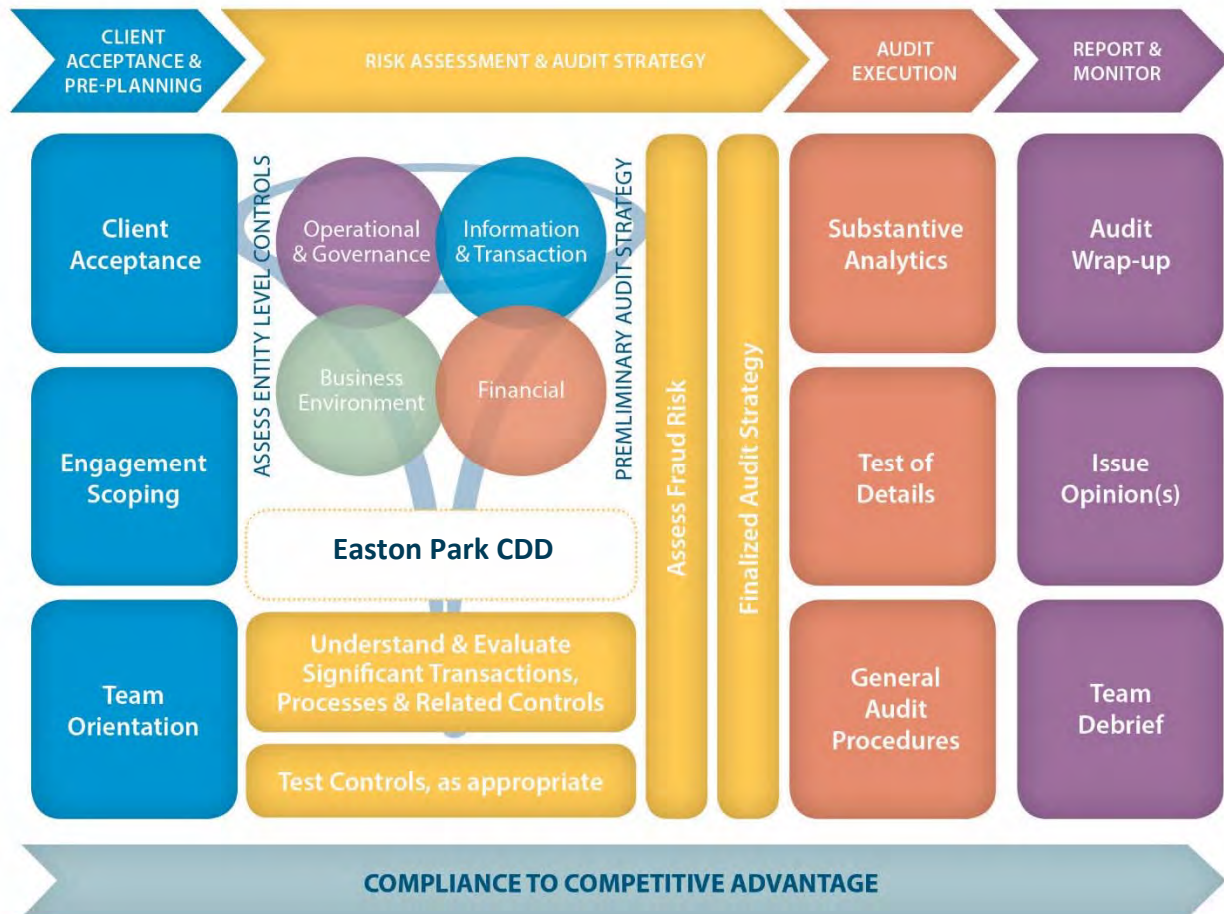 CLIENT
ACCEPTANCE &
PRE-PLANNING
RISK ASSESSMENT & AUDIT STRATEGY
AUDIT
EXECUTION
REPORT &
MONITOR
Client
Acceptance
Engagement
Scoping
Team
Orientation
ASSESS ENTITY LEVEL CONTROLS
Operational
& Governance
Information
& Transaction
Business
Environment
Financial
PREMLIMINARY AUDIT STRATEGY
Easton Park CDD
Understand & Evaluate
Significant Transactions,
Processes & Related Controls
Test Controls, as appropriate
Assess Fraud Risk
Finalized Audit Strategy
Substantive
Analytics
Test of
Details
General
Audit
Procedures
Audit
Wrap-up
Issue
Opinion(s)
Team
Debrief
COMPLIANCE TO COMPETITIVE ADVANTAGE